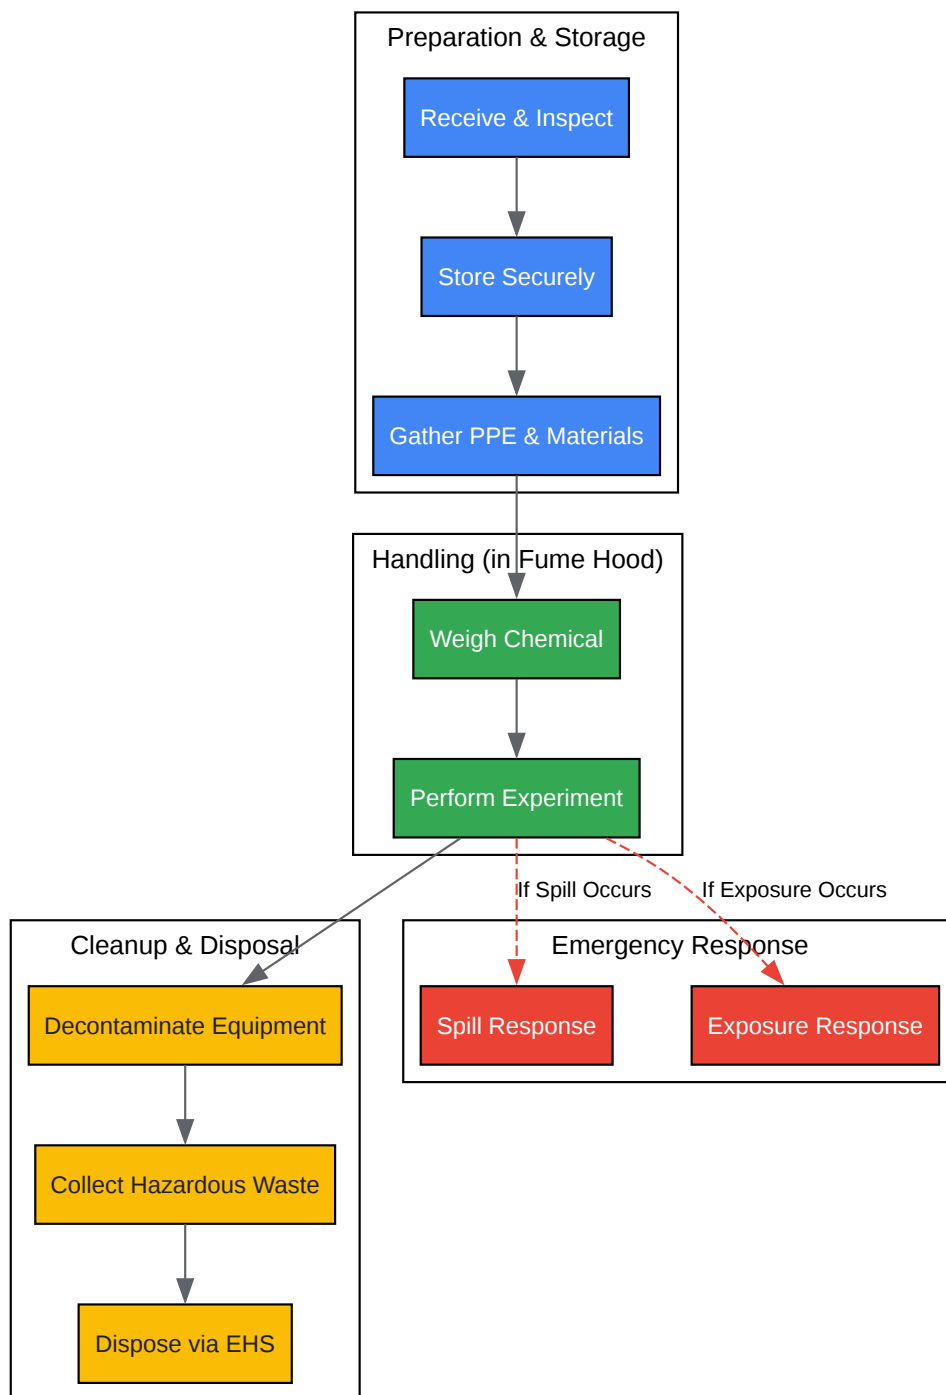 Preparation & Storage
Receive & Inspect
Store Securely
Gather PPE & Materials
Handling (in Fume Hood)
Weigh Chemical
Perform Experiment
If Spill Occurs
If Exposure Occurs
Cleanup & Disposal
Emergency Response
Decontaminate Equipment
Spill Response
Exposure Response
Collect Hazardous Waste
Dispose via EHS